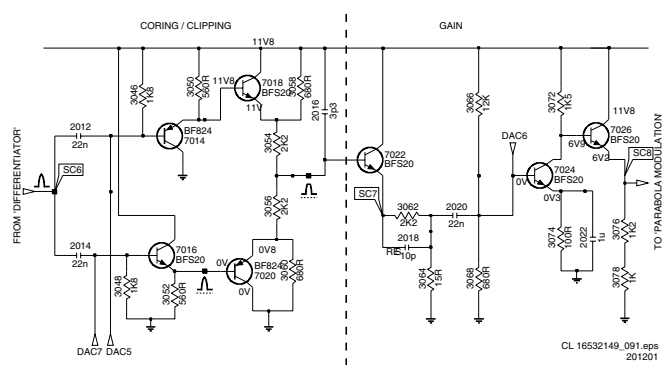 CORING / CLIPPING
GAIN
11V8
3046
1K8
3050
560R
11V8
7018
BFS20
11V
3058
680R
2016
3p3
3066
12K
3072
1K5
11V8
7026
BFS20
6V9
6V2
2012
22n
BF824
7014
3054
2K2
7022
BFS20
DAC6
7024
BFS20
0V
0V3
SC8
TO 'PARABOLA MODULATION'
FROM 'DIFFERENTIATOR'
SC6
SC7
3062
2K2
2020
22n
3056
2K2
2014
22n
7016
BFS20
0V8
0V
BF824
7020
0V
3060
680R
2018
10p
RES
3064
15R
3068
680R
3074
100R
2022
1u
3076
1K2
3078
1K
3048
1K8
3052
560R
DAC7
DAC5
CL 16532149_091.eps
201201